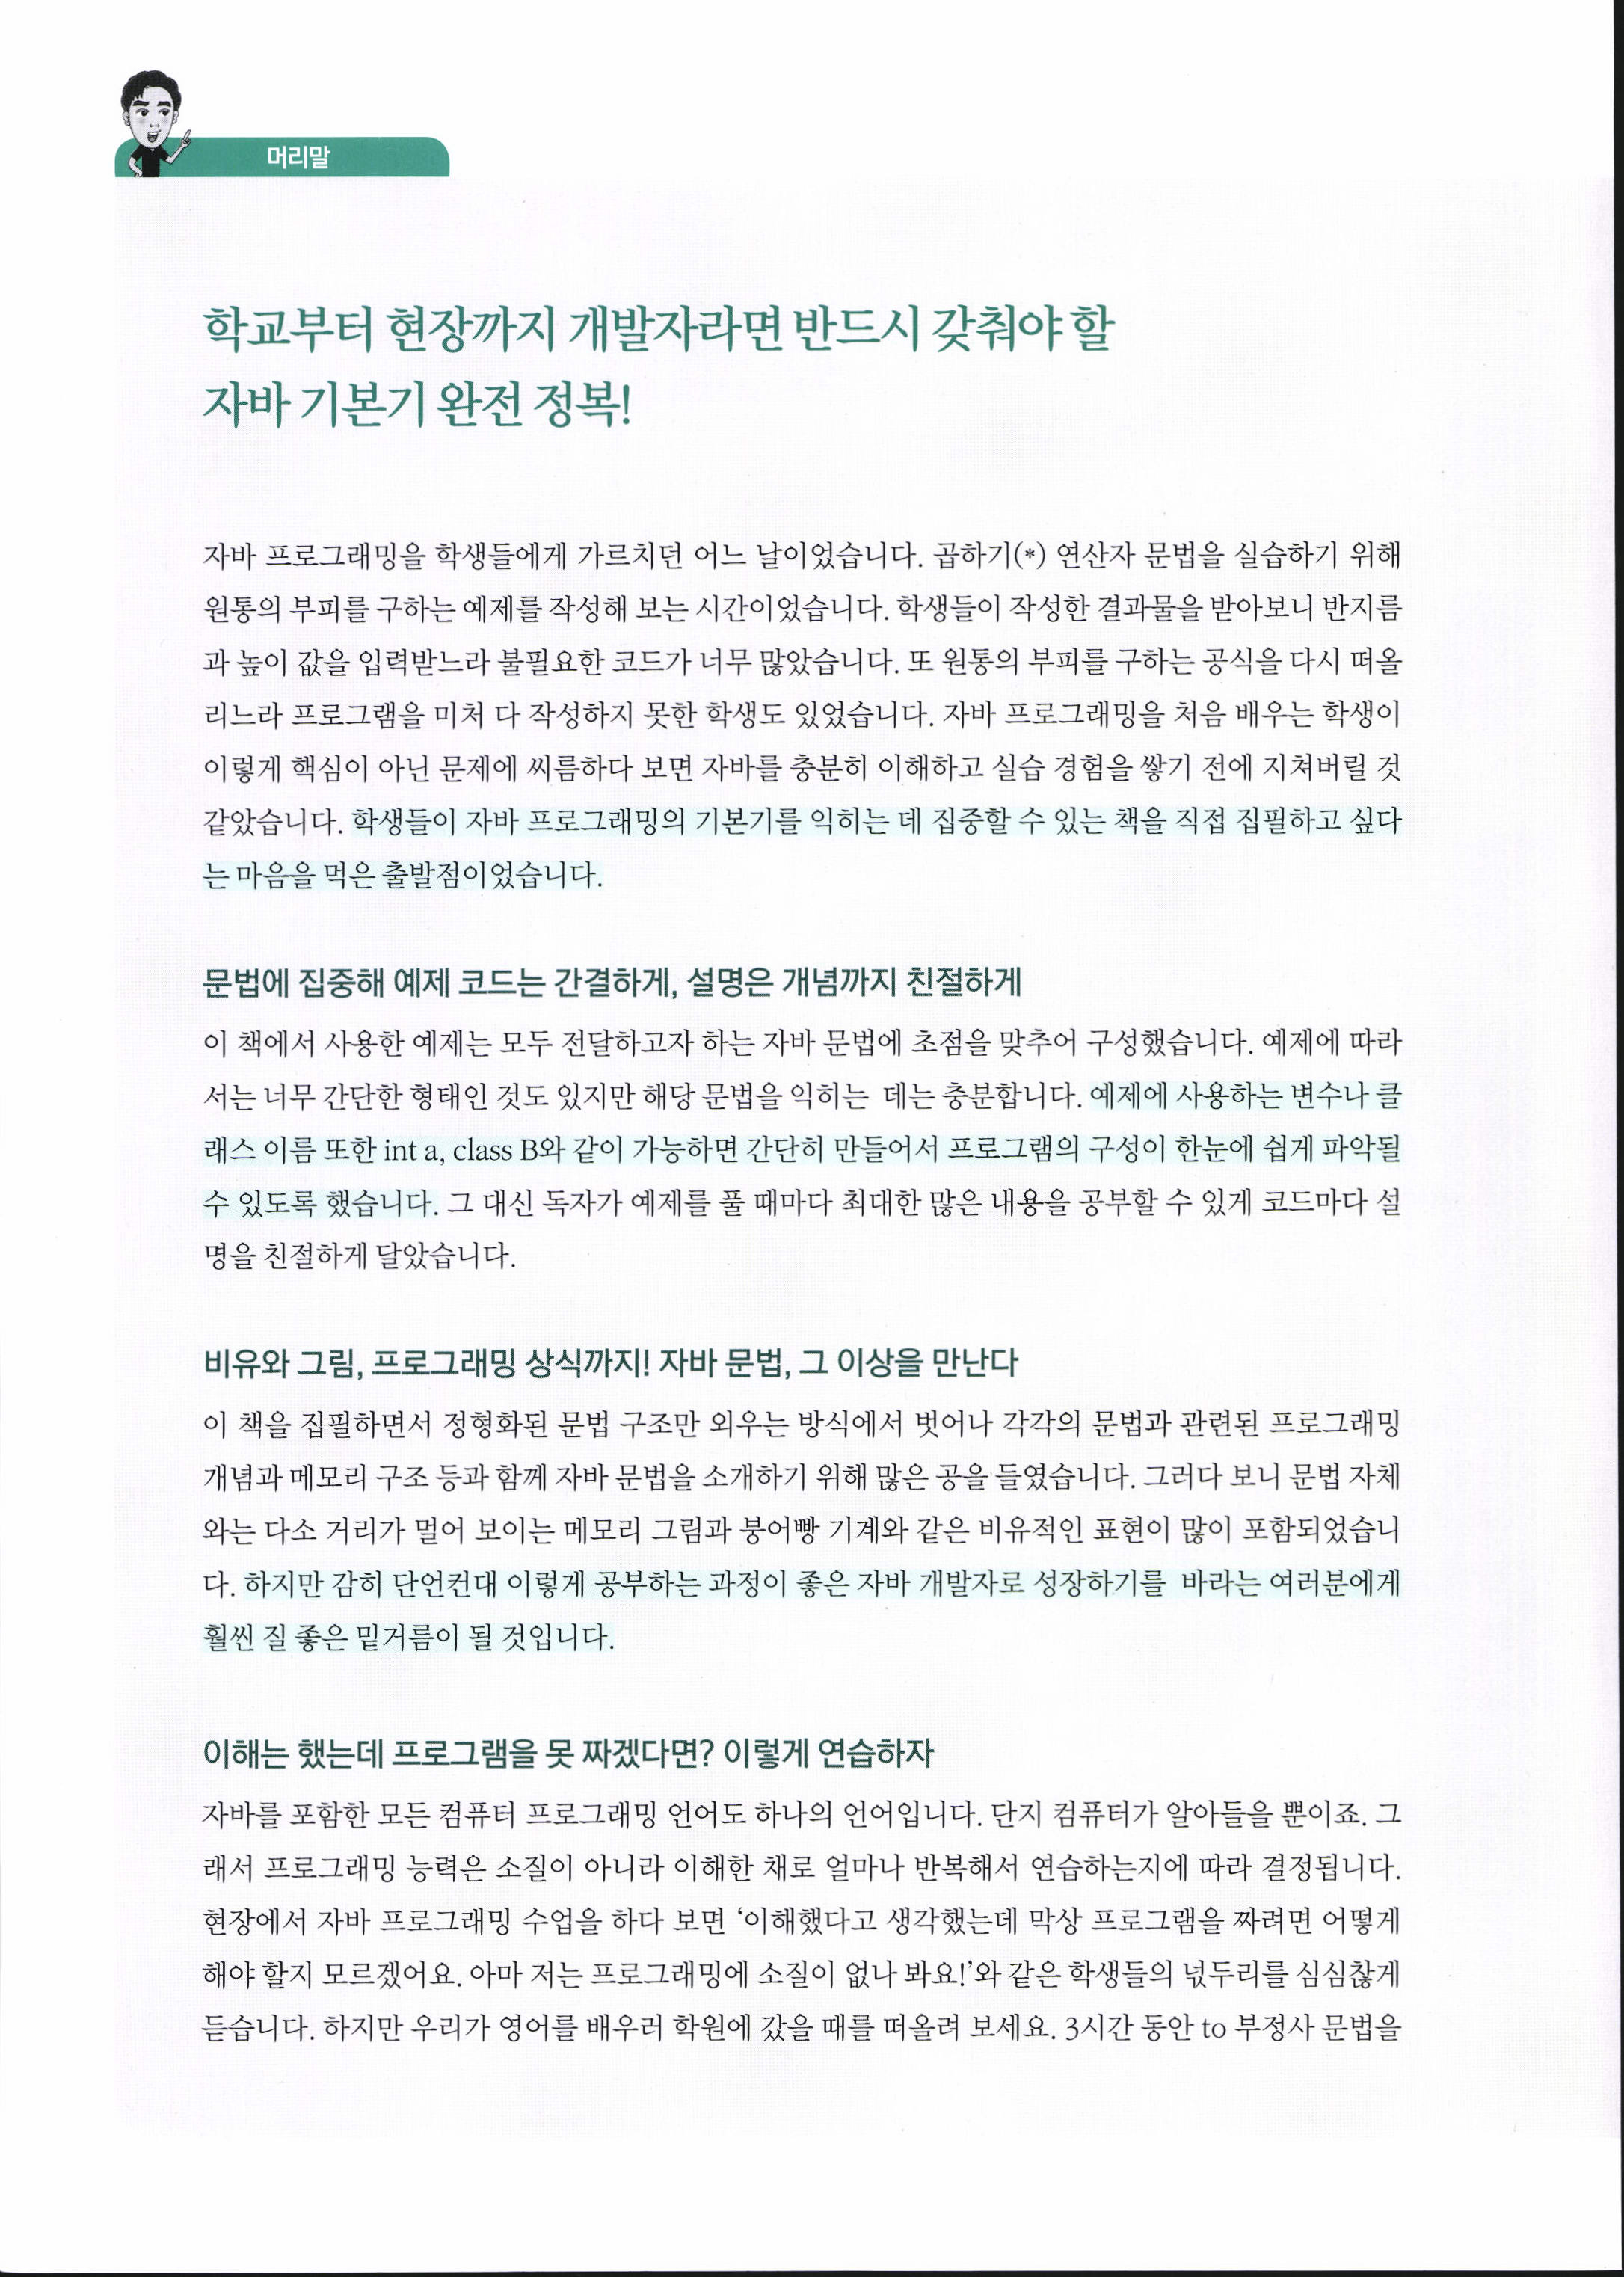 머리말
학교부터 현장까지 개발자라면 반드시 갖춰야 할
자바 기본기 완전 정복!
자바 프로그래밍을 학생들에게 가르치던 어느 날이었습니다. 곱하기(*) 연산자 문법을 실습하기 위해
원통의 부피를 구하는 예제를 작성해 보는 시간이었습니다. 학생들이 작성한 결과물을 받아보니 반지름
과 높이 값을 입력받느라 불필요한 코드가 너무 많았습니다. 또 원통의 부피를 구하는 공식을 다시 떠올
리느라 프로그램을 미처 다 작성하지 못한 학생도 있었습니다. 자바 프로그래밍을 처음 배우는 학생이
이렇게 핵심이 아닌 문제에 씨름하다 보면 자바를 충분히 이해하고 실습 경험을 쌓기 전에 지쳐버릴 것
같았습니다. 학생들이 자바 프로그래밍의 기본기를 익히는 데 집중할 수 있는 책을 직접 집필하고 싶다
는 마음을 먹은 출발점이었습니다.
문법에 집중해 예제 코드는 간결하게, 설명은 개념까지 친절하게
이 책에서 사용한 예제는 모두 전달하고자 하는 자바 문법에 초점을 맞추어 구성했습니다. 예제에 따라
서는 너무 간단한 형태인 것도 있지만 해당 문법을 익히는 데는 충분합니다. 예제에 사용하는 변수나 클
래스 이름 또한 int a, class B와 같이 가능하면 간단히 만들어서 프로그램의 구성이 한눈에 쉽게 파악될
수 있도록 했습니다. 그 대신 독자가 예제를 풀 때마다 최대한 많은 내용을 공부할 수 있게 코드마다 설
명을 친절하게 달았습니다.
비유와 그림, 프로그래밍 상식까지! 자바 문법, 그 이상을 만난다
이 책을 집필하면서 정형화된 문법 구조만 외우는 방식에서 벗어나 각각의 문법과 관련된 프로그래밍
개념과 메모리 구조 등과 함께 자바 문법을 소개하기 위해 많은 공을 들였습니다. 그러다 보니 문법 자체
와는 다소 거리가 멀어 보이는 메모리 그림과 붕어빵 기계와 같은 비유적인 표현이 많이 포함되었습니
다. 하지만 감히 단언컨대 이렇게 공부하는 과정이 좋은 자바 개발자로 성장하기를 바라는 여러분에게
훨씬 질 좋은 밑거름이 될 것입니다.
이해는 했는데 프로그램을 못 짜겠다면? 이렇게 연습하자
자바를 포함한 모든 컴퓨터 프로그래밍 언어도 하나의 언어입니다. 단지 컴퓨터가 알아들을 뿐이죠. 그
래서 프로그래밍 능력은 소질이 아니라 이해한 채로 얼마나 반복해서 연습하는지에 따라 결정됩니다.
현장에서 자바 프로그래밍 수업을 하다 보면 ‘이해했다고 생각했는데 막상 프로그램을 짜려면 어떻게
해야 할지 모르겠어요. 아마 저는 프로그래밍에 소질이 없나 봐요!’와 같은 학생들의 넋두리를 심심찮게
듣습니다. 하지만 우리가 영어를 배우러 학원에 갔을 때를 떠올려 보세요. 3시간 동안 to 부정사 문법을